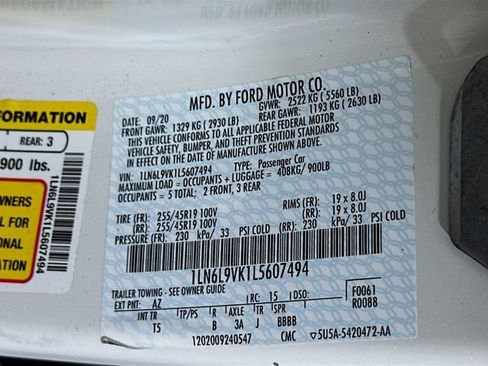 MFD. BY FORD MOTOR CO.
DATE: 09/20 GVWR: 2522 KG ( 5560 LB)
FRONT GAWR: 1329 KG ( 2930 LB) REAR GAWR: 1193 KG ( 2630 LB)
THIS VEHICLE CONFORMS TO ALL APPLICABLE FEDERAL MOTOR
VEHICLE SAFETY, BUMPER, AND THEFT PREVENTION STANDARDS
IN EFFECT ON THE DATE OF MANUFACTURE SHOWN ABOVE.
VIN: 1LN6L9VK1L5607494 TYPE: Passenger Car
MAXIMUM LOAD = OCCUPANTS + LUGGAGE = 408KG/ 900LB
OCCUPANTS = 5 TOTAL; 2 FRONT, 3 REAR
TIRE (FR): 255/45R19 100V RIMS (FR): 19 x 8.0J
(RR): 255/45R19 100V (RR): 19 x 8.0J
PRESSURE (FR): 230 kPa/ 33 PSI COLD (RR): 230 kPa/ 33 PSI COLD
1LN6L9VK1L5607494
TRAILER TOWING - SEE OWNER GUIDE
EXT PNT: AZ RC: 15 DSO: F0061
R0088
INT TR TP/PS R AX TR
T5 B 3A J BBBB
1202009240547 CMC 5U5A-5420472-AA
FORMATION
REAR: 3
900 lbs.
WNERS
L FOR
ONAL
TION
1LN6L9VK1L5607494